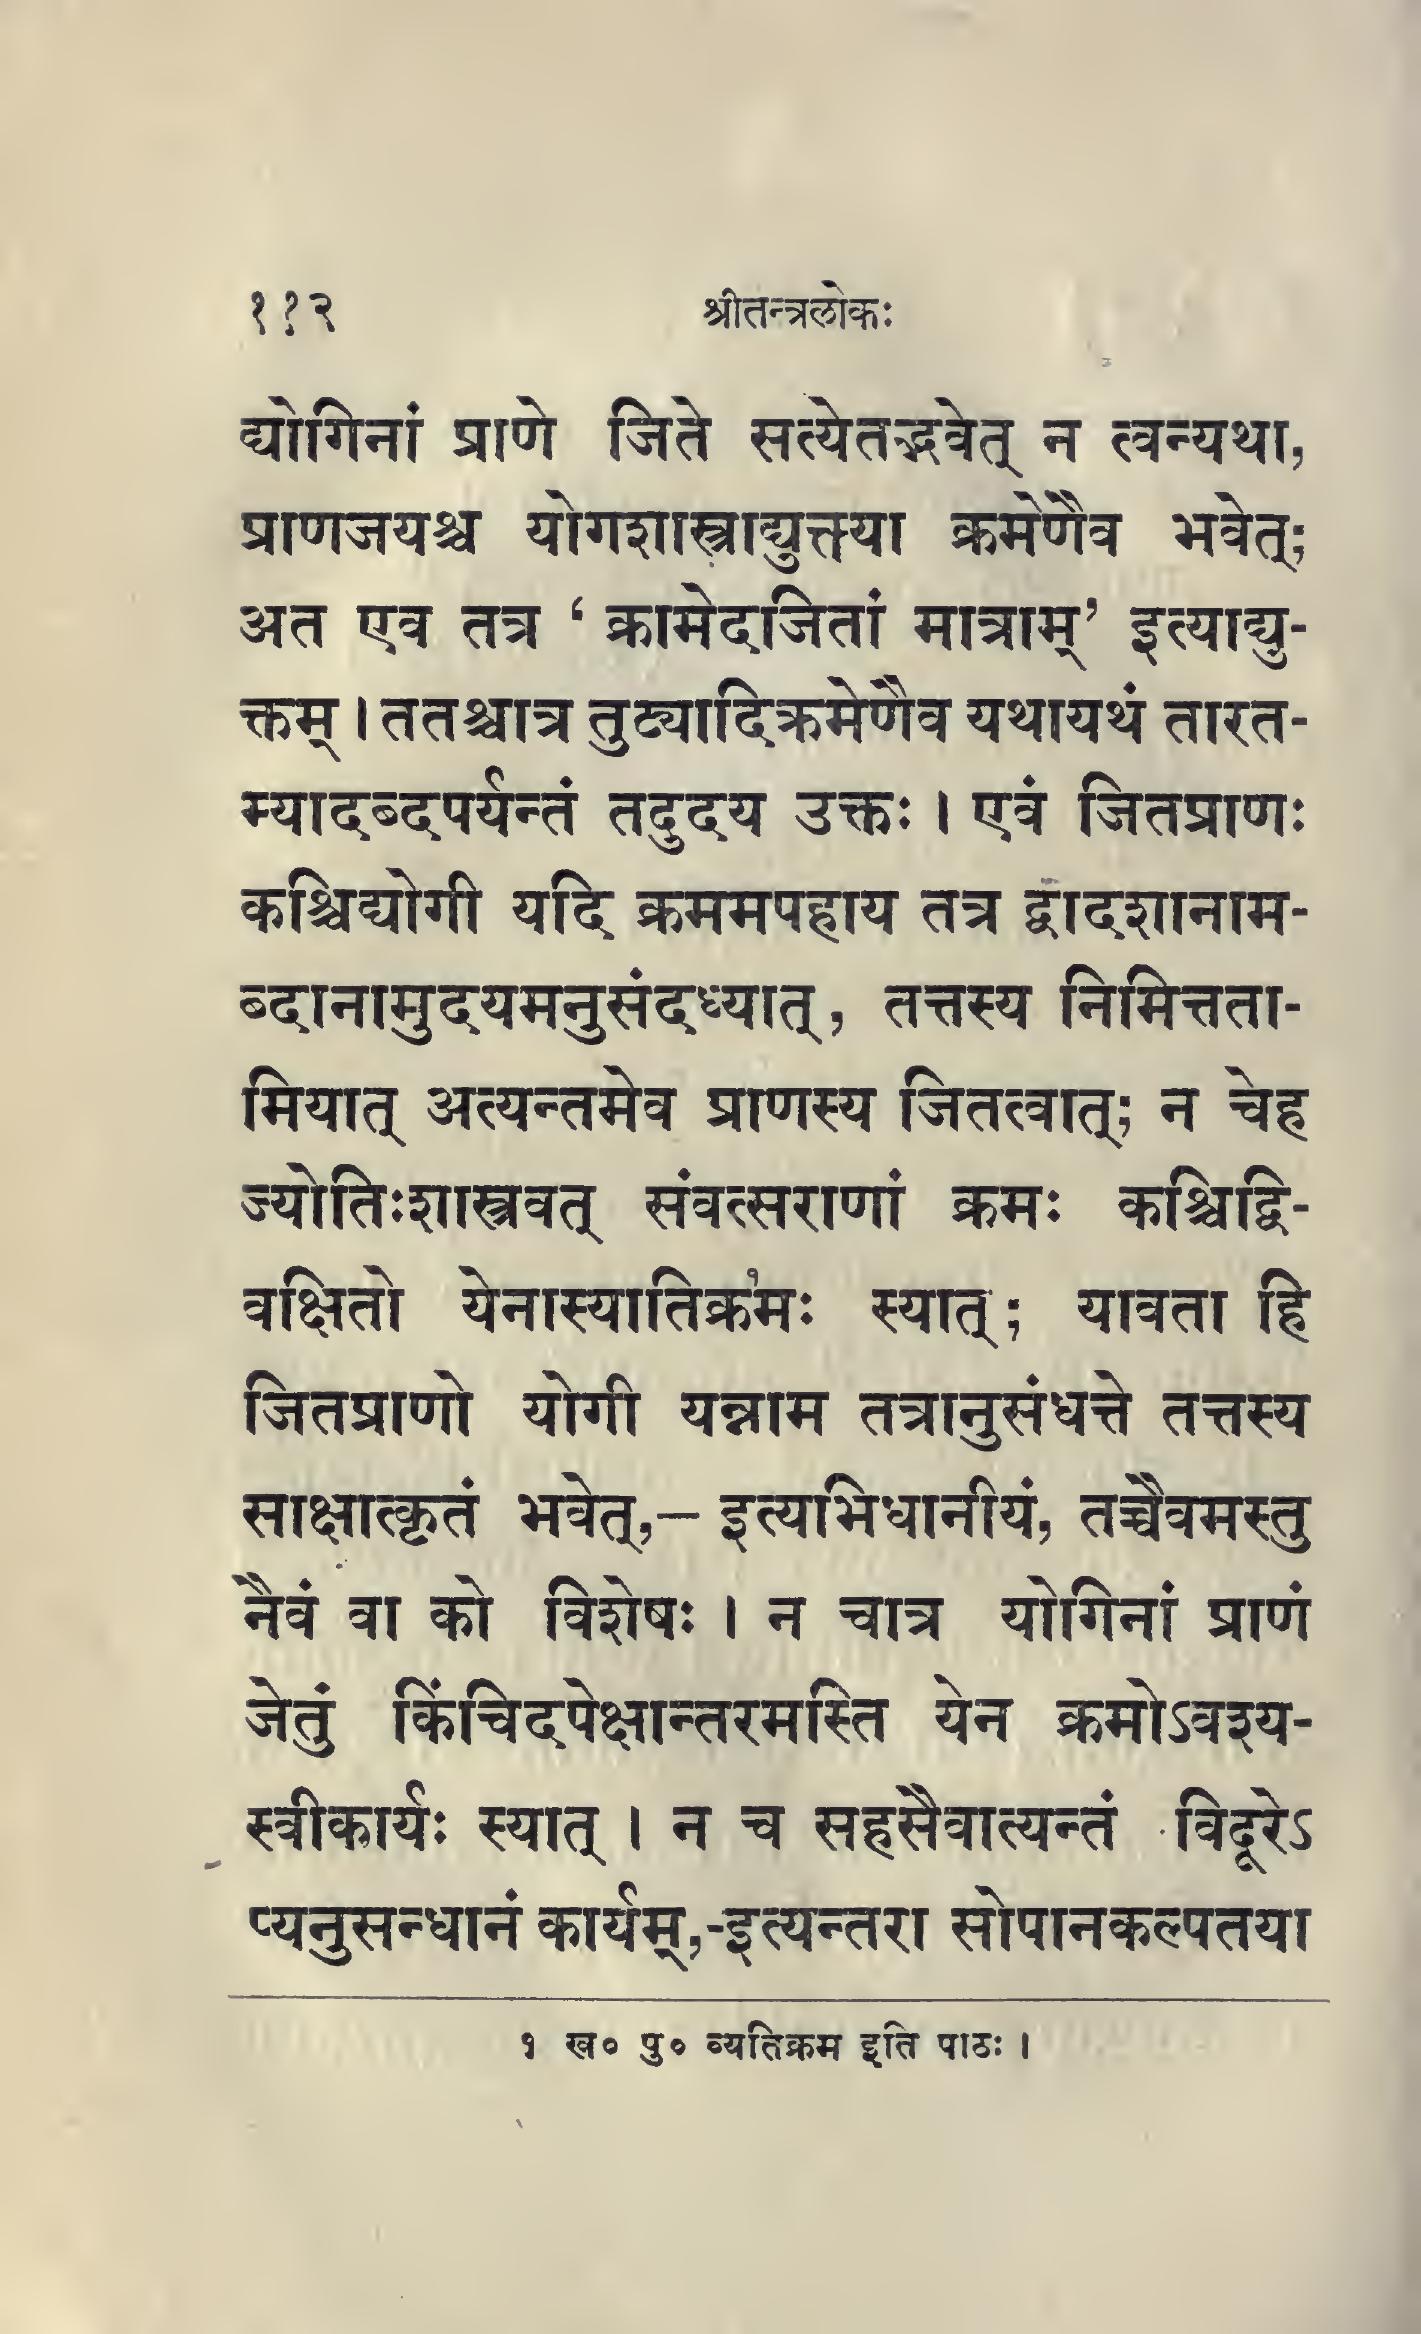 ११२ श्रीतन्त्रलोकः
द्योगिनां प्राणे जिते सत्येतद्भवेत् न त्वन्यथा,
प्राणजयश्च योगशास्त्राद्युक्तया क्रमेणैव भवेत्;
अत एव तत्र ‘ क्रामेदजितां मात्राम्’ इत्याद्यु-
क्तम् । ततश्चात्र तुट्यादिक्रमेणैव यथायथं तारत-
म्यादब्दपर्यन्तं तदुदय उक्तः । एवं जितप्राणः
कश्चिद्योगी यदि क्रममपहाय तत्र द्वादशानाम-
ब्दानामुदयमनुसंदध्यात्, तत्तस्य निमित्तता-
मियात् अत्यन्तमेव प्राणस्य जितत्वात्; न चेह
ज्योतिःशास्त्रवत् संवत्सराणां क्रमः कश्चिद्वि-
वक्षितो येनास्यातिक्रमः१ स्यात्; यावता हि
जितप्राणो योगी यन्नाम तत्रानुसंधत्ते तत्तस्य
साक्षात्कृतं भवेत्,— इत्यभिधानीयं, तच्चैवमस्तु
नैवं वा को विशेषः । न चात्र योगिनां प्राणं
जेतुं किंचिदपेक्षान्तरमस्ति येन क्रमोऽवश्य-
स्वीकार्यः स्यात् । न च सहसैवात्यन्तं विदूरेऽ
प्यनुसन्धानं कार्यम्,-इत्यन्तरा सोपानकल्पतया
१ ख० पु० व्यतिक्रम इति पाठः ।